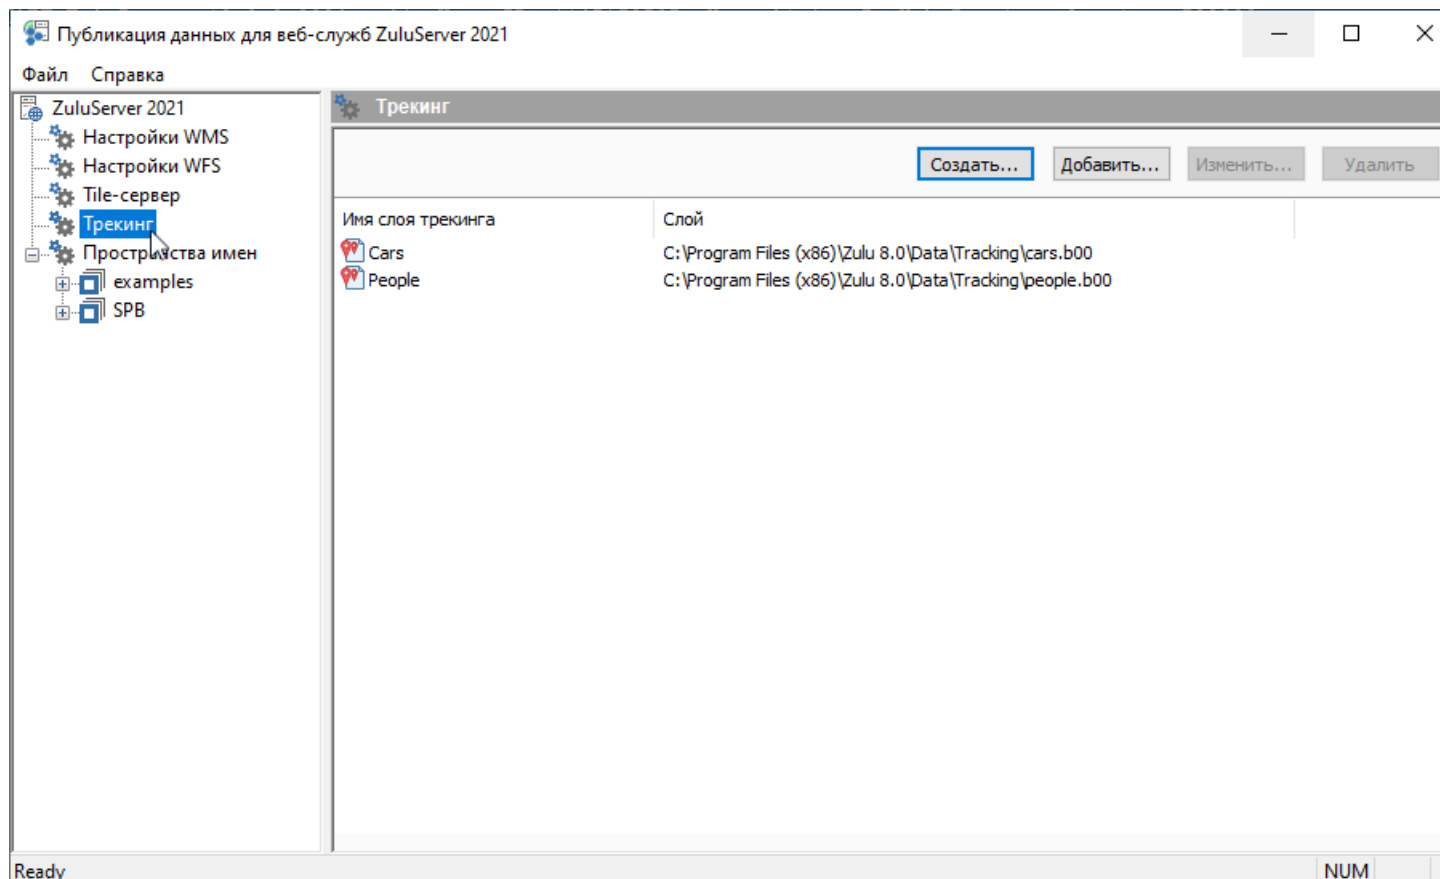 Публикация данных для веб-служб ZuluServer 2021
Файл Справка
ZuluServer 2021
Настройки WMS
Настройки WFS
Tile-сервер
Трекинг
Пространства имен
examples
SPB
Трекинг
Создать... Добавить... Изменить... Удалить
Имя слоя трекинга Слой
Cars C:\Program Files (x86)\Zulu 8.0\Data\Tracking\cars.b00
People C:\Program Files (x86)\Zulu 8.0\Data\Tracking\people.b00
Ready NUM